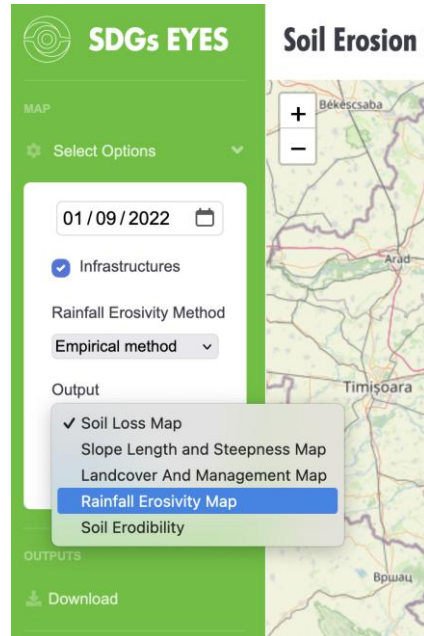 SDGs EYES
Soil Erosion
MAP
Select Options
01/09/2022
Infrastructures
Rainfall Erosivity Method
Empirical method
Output
✓ Soil Loss Map
Slope Length and Steepness Map
Landcover And Management Map
Rainfall Erosivity Map
Soil Erodibility
OUTPUTS
Download
+
−
Békéscsaba
Arad
Timișoara
Вршац